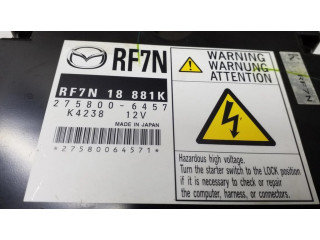 RF7N
RF7N 18 881K
275800-6457
K4238 12V
MADE IN JAPAN
*27580064571*
WARNING
WARNUNG
ATTENTION
Hazardous high voltage.
Turn the starter switch to the LOCK position
if it is necessary to check or repair
the computer, harness, or connectors.